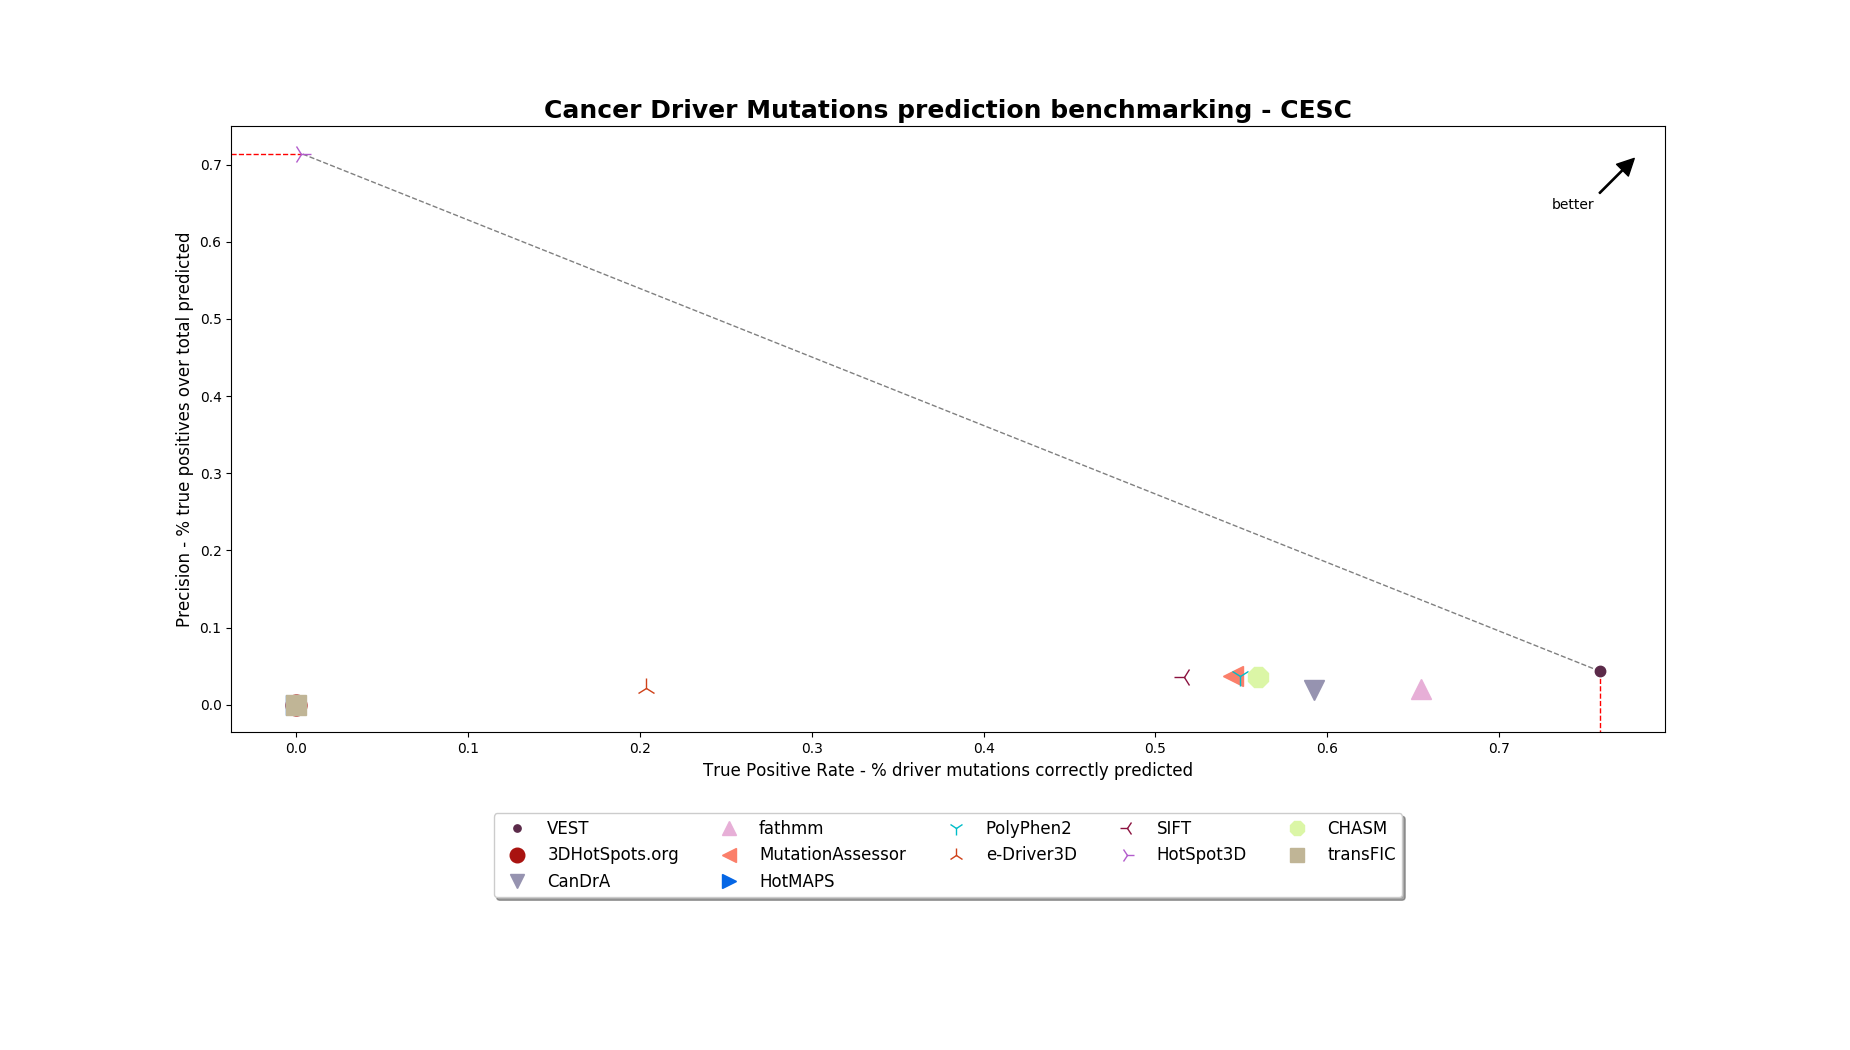 Cancer Driver Mutations prediction benchmarking - CESC
better
Precision - % true positives over total predicted
0.7
0.6
0.5
0.4
0.3
0.2
0.1
0.0
0.0 0.1 0.2 0.3 0.4 0.5 0.6 0.7
True Positive Rate - % driver mutations correctly predicted
VEST fathmm PolyPhen2 SIFT CHASM
3DHotSpots.org MutationAssessor e-Driver3D HotSpot3D transFIC
CanDrA HotMAPS